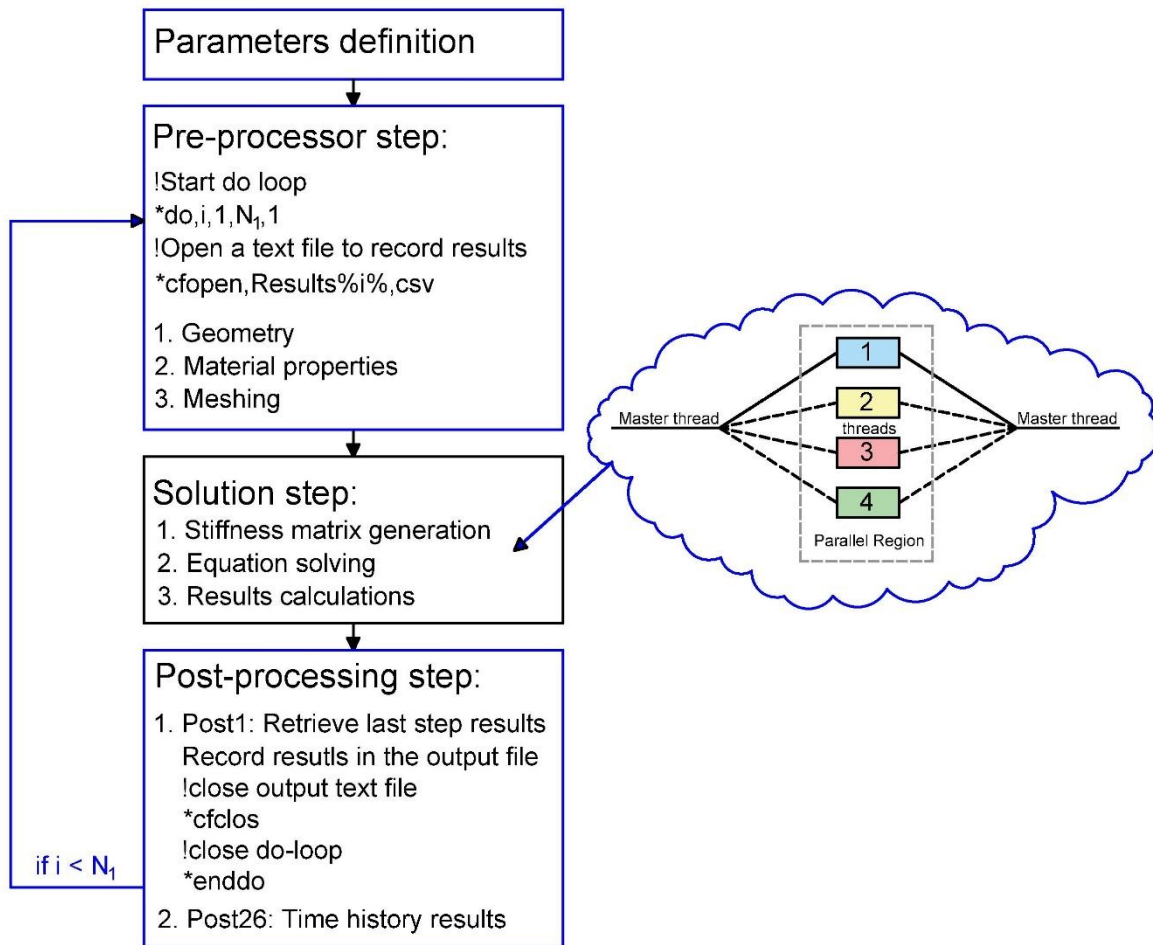 Parameters definition
Pre-processor step:
!Start do loop
*do,i,1,N₁,1
!Open a text file to record results
*cfopen,Results%i%,csv
1. Geometry
2. Material properties
3. Meshing
Solution step:
1. Stiffness matrix generation
2. Equation solving
3. Results calculations
Post-processing step:
1. Post1: Retrieve last step results
Record resutls in the output file
!close output text file
*cfclos
!close do-loop
*enddo
2. Post26: Time history results
if i < N₁
Master thread
1
2
threads
3
4
Parallel Region
Master thread